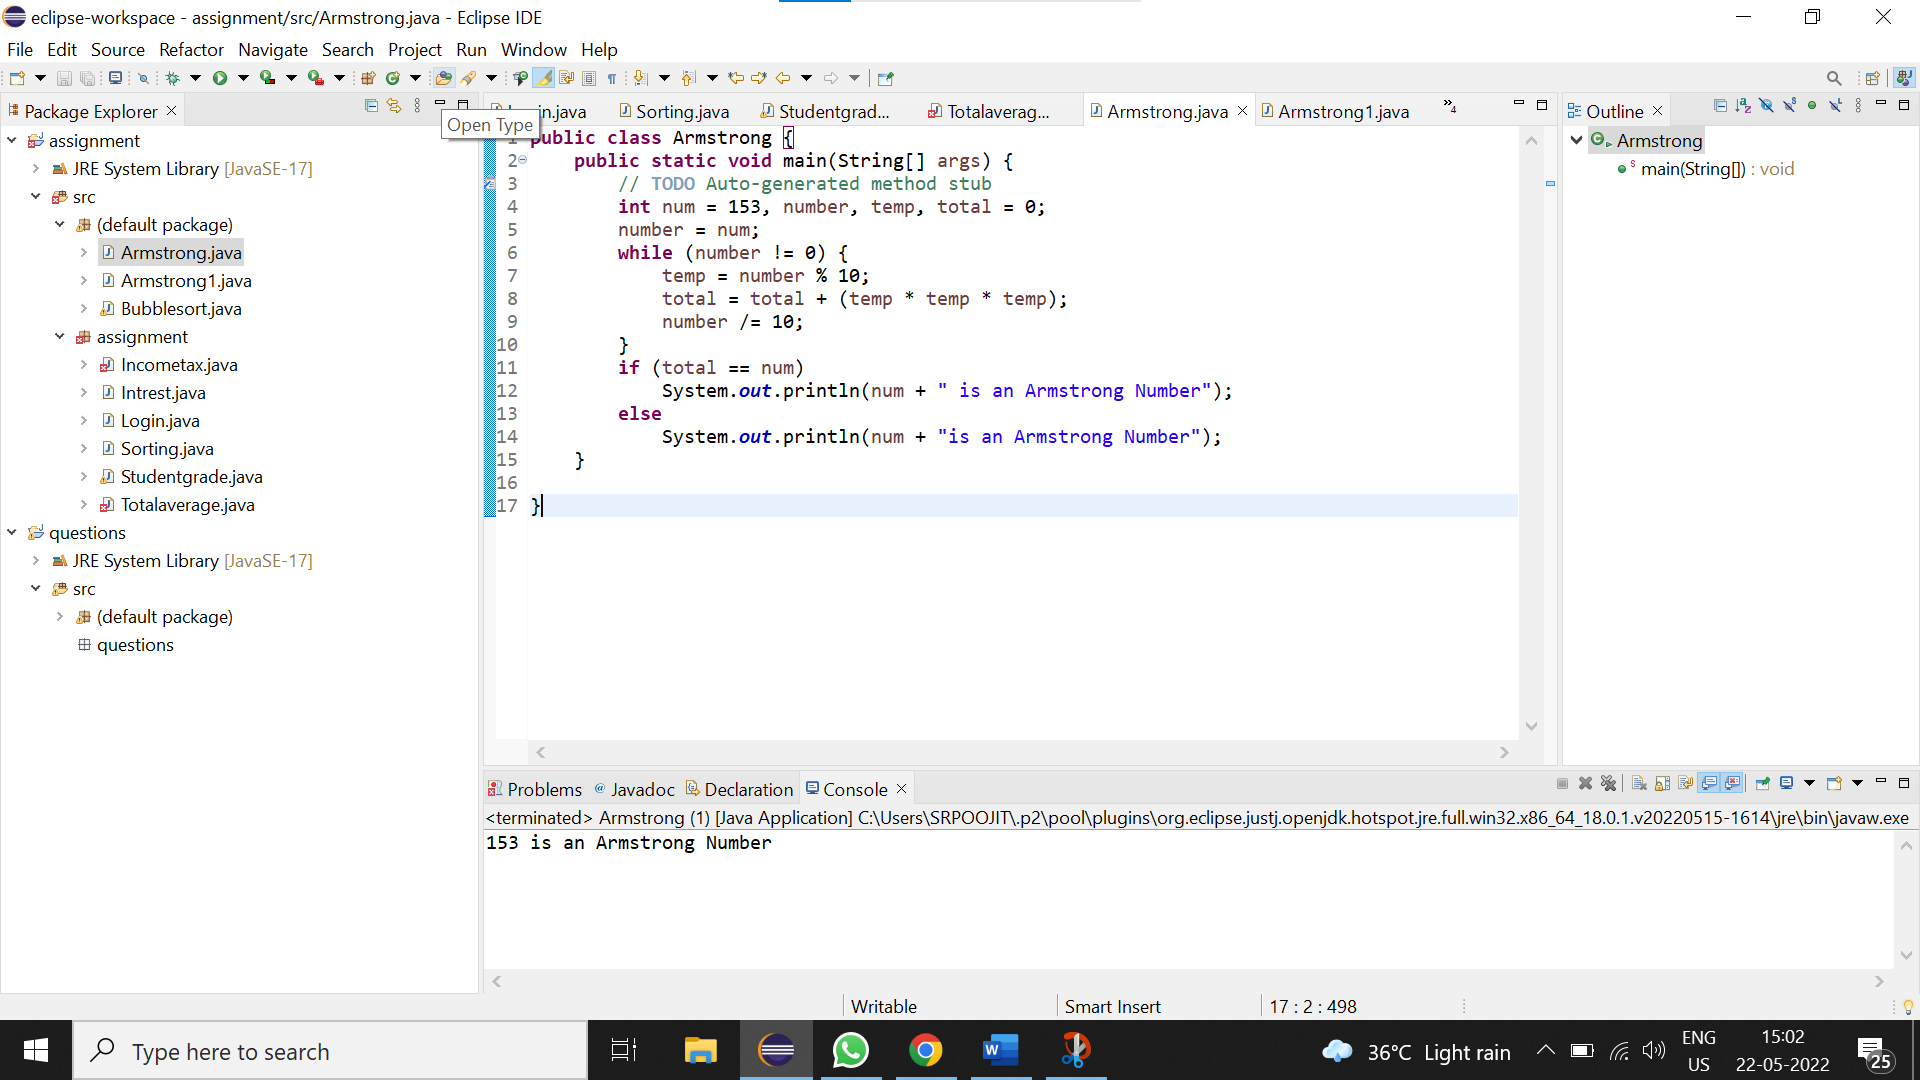 eclipse-workspace - assignment/src/Armstrong.java - Eclipse IDE
File Edit Source Refactor Navigate Search Project Run Window Help
Package Explorer
Open Type
assignment
JRE System Library [JavaSE-17]
src
(default package)
Armstrong.java
Armstrong1.java
Bubblesort.java
assignment
Incometax.java
Intrest.java
Login.java
Sorting.java
Studentgrade.java
Totalaverage.java
questions
JRE System Library [JavaSE-17]
src
(default package)
questions
in.java Sorting.java Studentgrad... Totalaverag... Armstrong.java Armstrong1.java »4
1 public class Armstrong {
2 public static void main(String[] args) {
3 // TODO Auto-generated method stub
4 int num = 153, number, temp, total = 0;
5 number = num;
6 while (number != 0) {
7 temp = number % 10;
8 total = total + (temp * temp * temp);
9 number /= 10;
10 }
11 if (total == num)
12 System.out.println(num + " is an Armstrong Number");
13 else
14 System.out.println(num + "is an Armstrong Number");
15 }
16
17 }
Outline
Armstrong
main(String[]) : void
Problems @ Javadoc Declaration Console
<terminated> Armstrong (1) [Java Application] C:\Users\SRPOOJIT\.p2\pool\plugins\org.eclipse.justj.openjdk.hotspot.jre.full.win32.x86_64_18.0.1.v20220515-1614\jre\bin\javaw.exe
153 is an Armstrong Number
Writable Smart Insert 17 : 2 : 498
Type here to search
36°C Light rain
ENG
US
15:02
22-05-2022
25